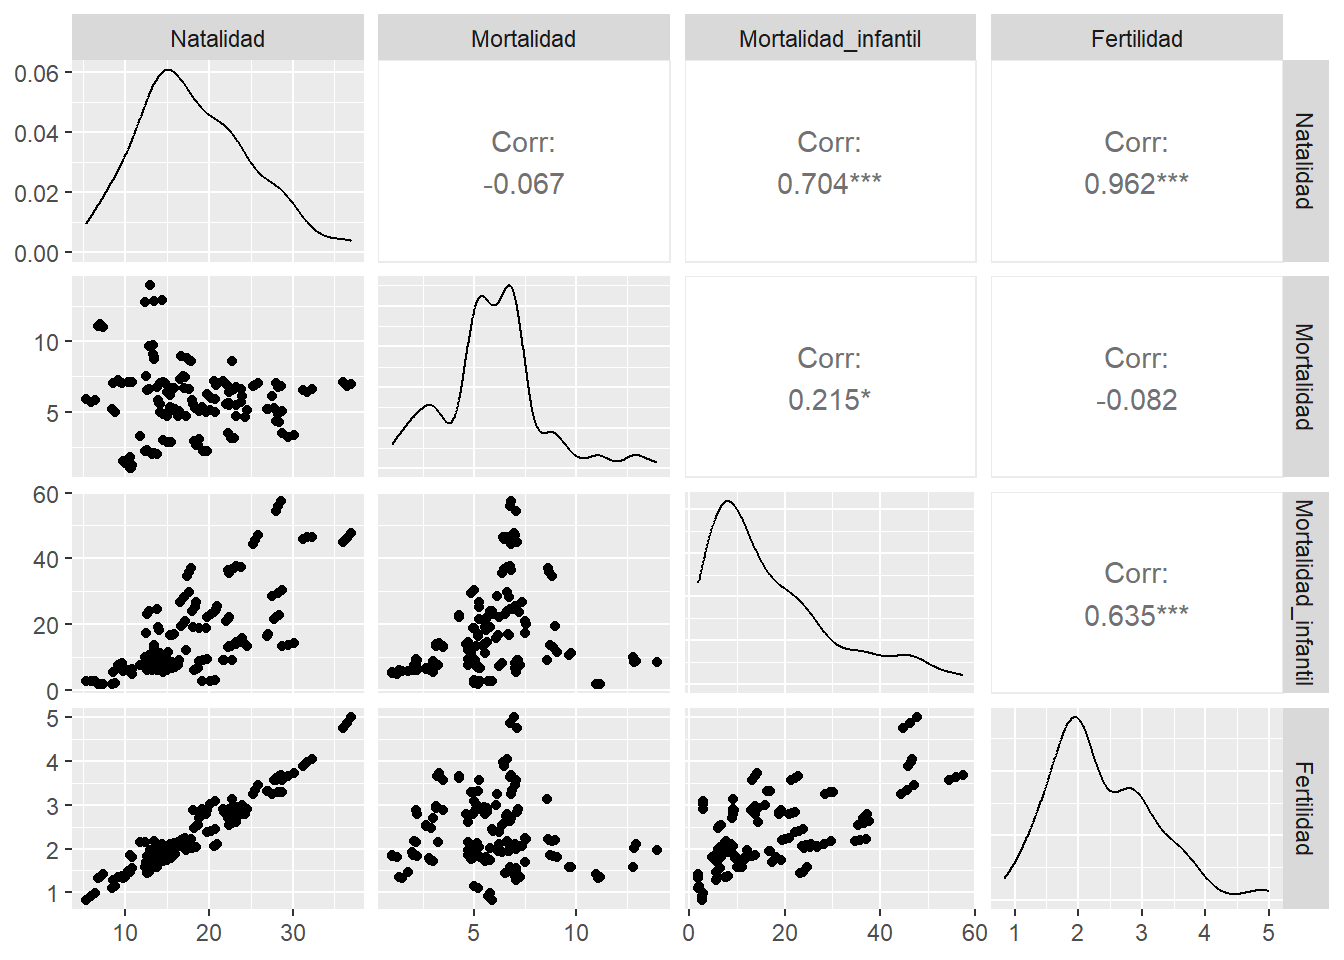 Natalidad
Mortalidad
Mortalidad_infantil
Fertilidad
0.06
0.04
0.02
0.00
Corr:
-0.067
Corr:
0.704***
Corr:
0.962***
Natalidad
10
5
Corr:
0.215*
Corr:
-0.082
Mortalidad
60
40
20
0
Corr:
0.635***
Mortalidad_infantil
5
4
3
2
1
Fertilidad
10 20 30
5 10
0 20 40 60
1 2 3 4 5